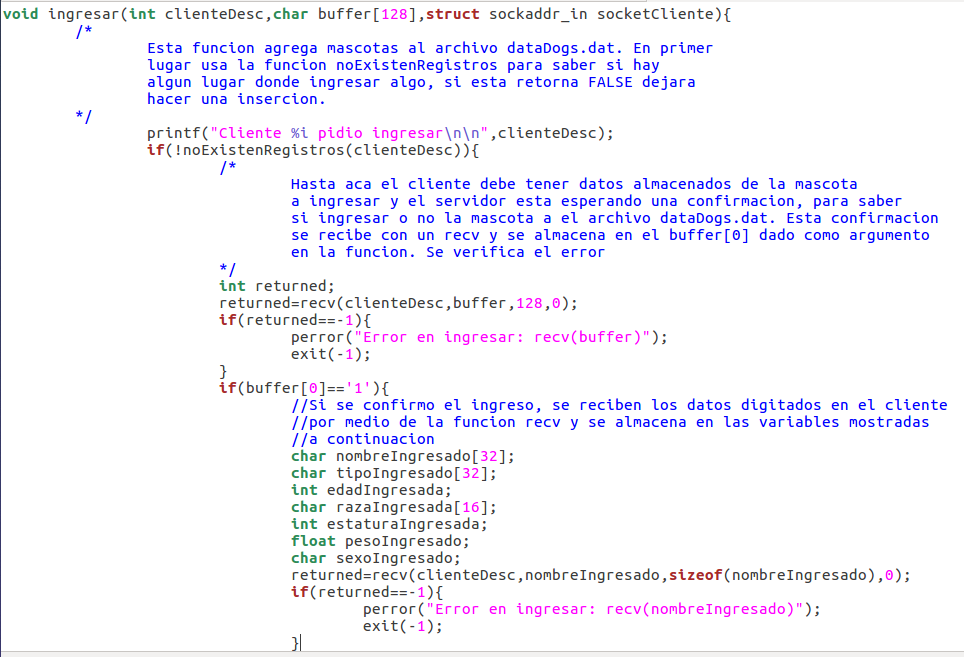 void ingresar(int clienteDesc,char buffer[128],struct sockaddr_in socketCliente){
/*
Esta funcion agrega mascotas al archivo dataDogs.dat. En primer
lugar usa la funcion noExistenRegistros para saber si hay
algun lugar donde ingresar algo, si esta retorna FALSE dejara
hacer una insercion.
*/
printf("Cliente %i pidio ingresar\n\n",clienteDesc);
if(!noExistenRegistros(clienteDesc)){
/*
Hasta aca el cliente debe tener datos almacenados de la mascota
a ingresar y el servidor esta esperando una confirmacion, para saber
si ingresar o no la mascota a el archivo dataDogs.dat. Esta confirmacion
se recibe con un recv y se almacena en el buffer[0] dado como argumento
en la funcion. Se verifica el error
*/
int returned;
returned=recv(clienteDesc,buffer,128,0);
if(returned==-1){
perror("Error en ingresar: recv(buffer)");
exit(-1);
}
if(buffer[0]=='1'){
//Si se confirmo el ingreso, se reciben los datos digitados en el cliente
//por medio de la funcion recv y se almacena en las variables mostradas
//a continuacion
char nombreIngresado[32];
char tipoIngresado[32];
int edadIngresada;
char razaIngresada[16];
int estaturaIngresada;
float pesoIngresado;
char sexoIngresado;
returned=recv(clienteDesc,nombreIngresado,sizeof(nombreIngresado),0);
if(returned==-1){
perror("Error en ingresar: recv(nombreIngresado)");
exit(-1);
}